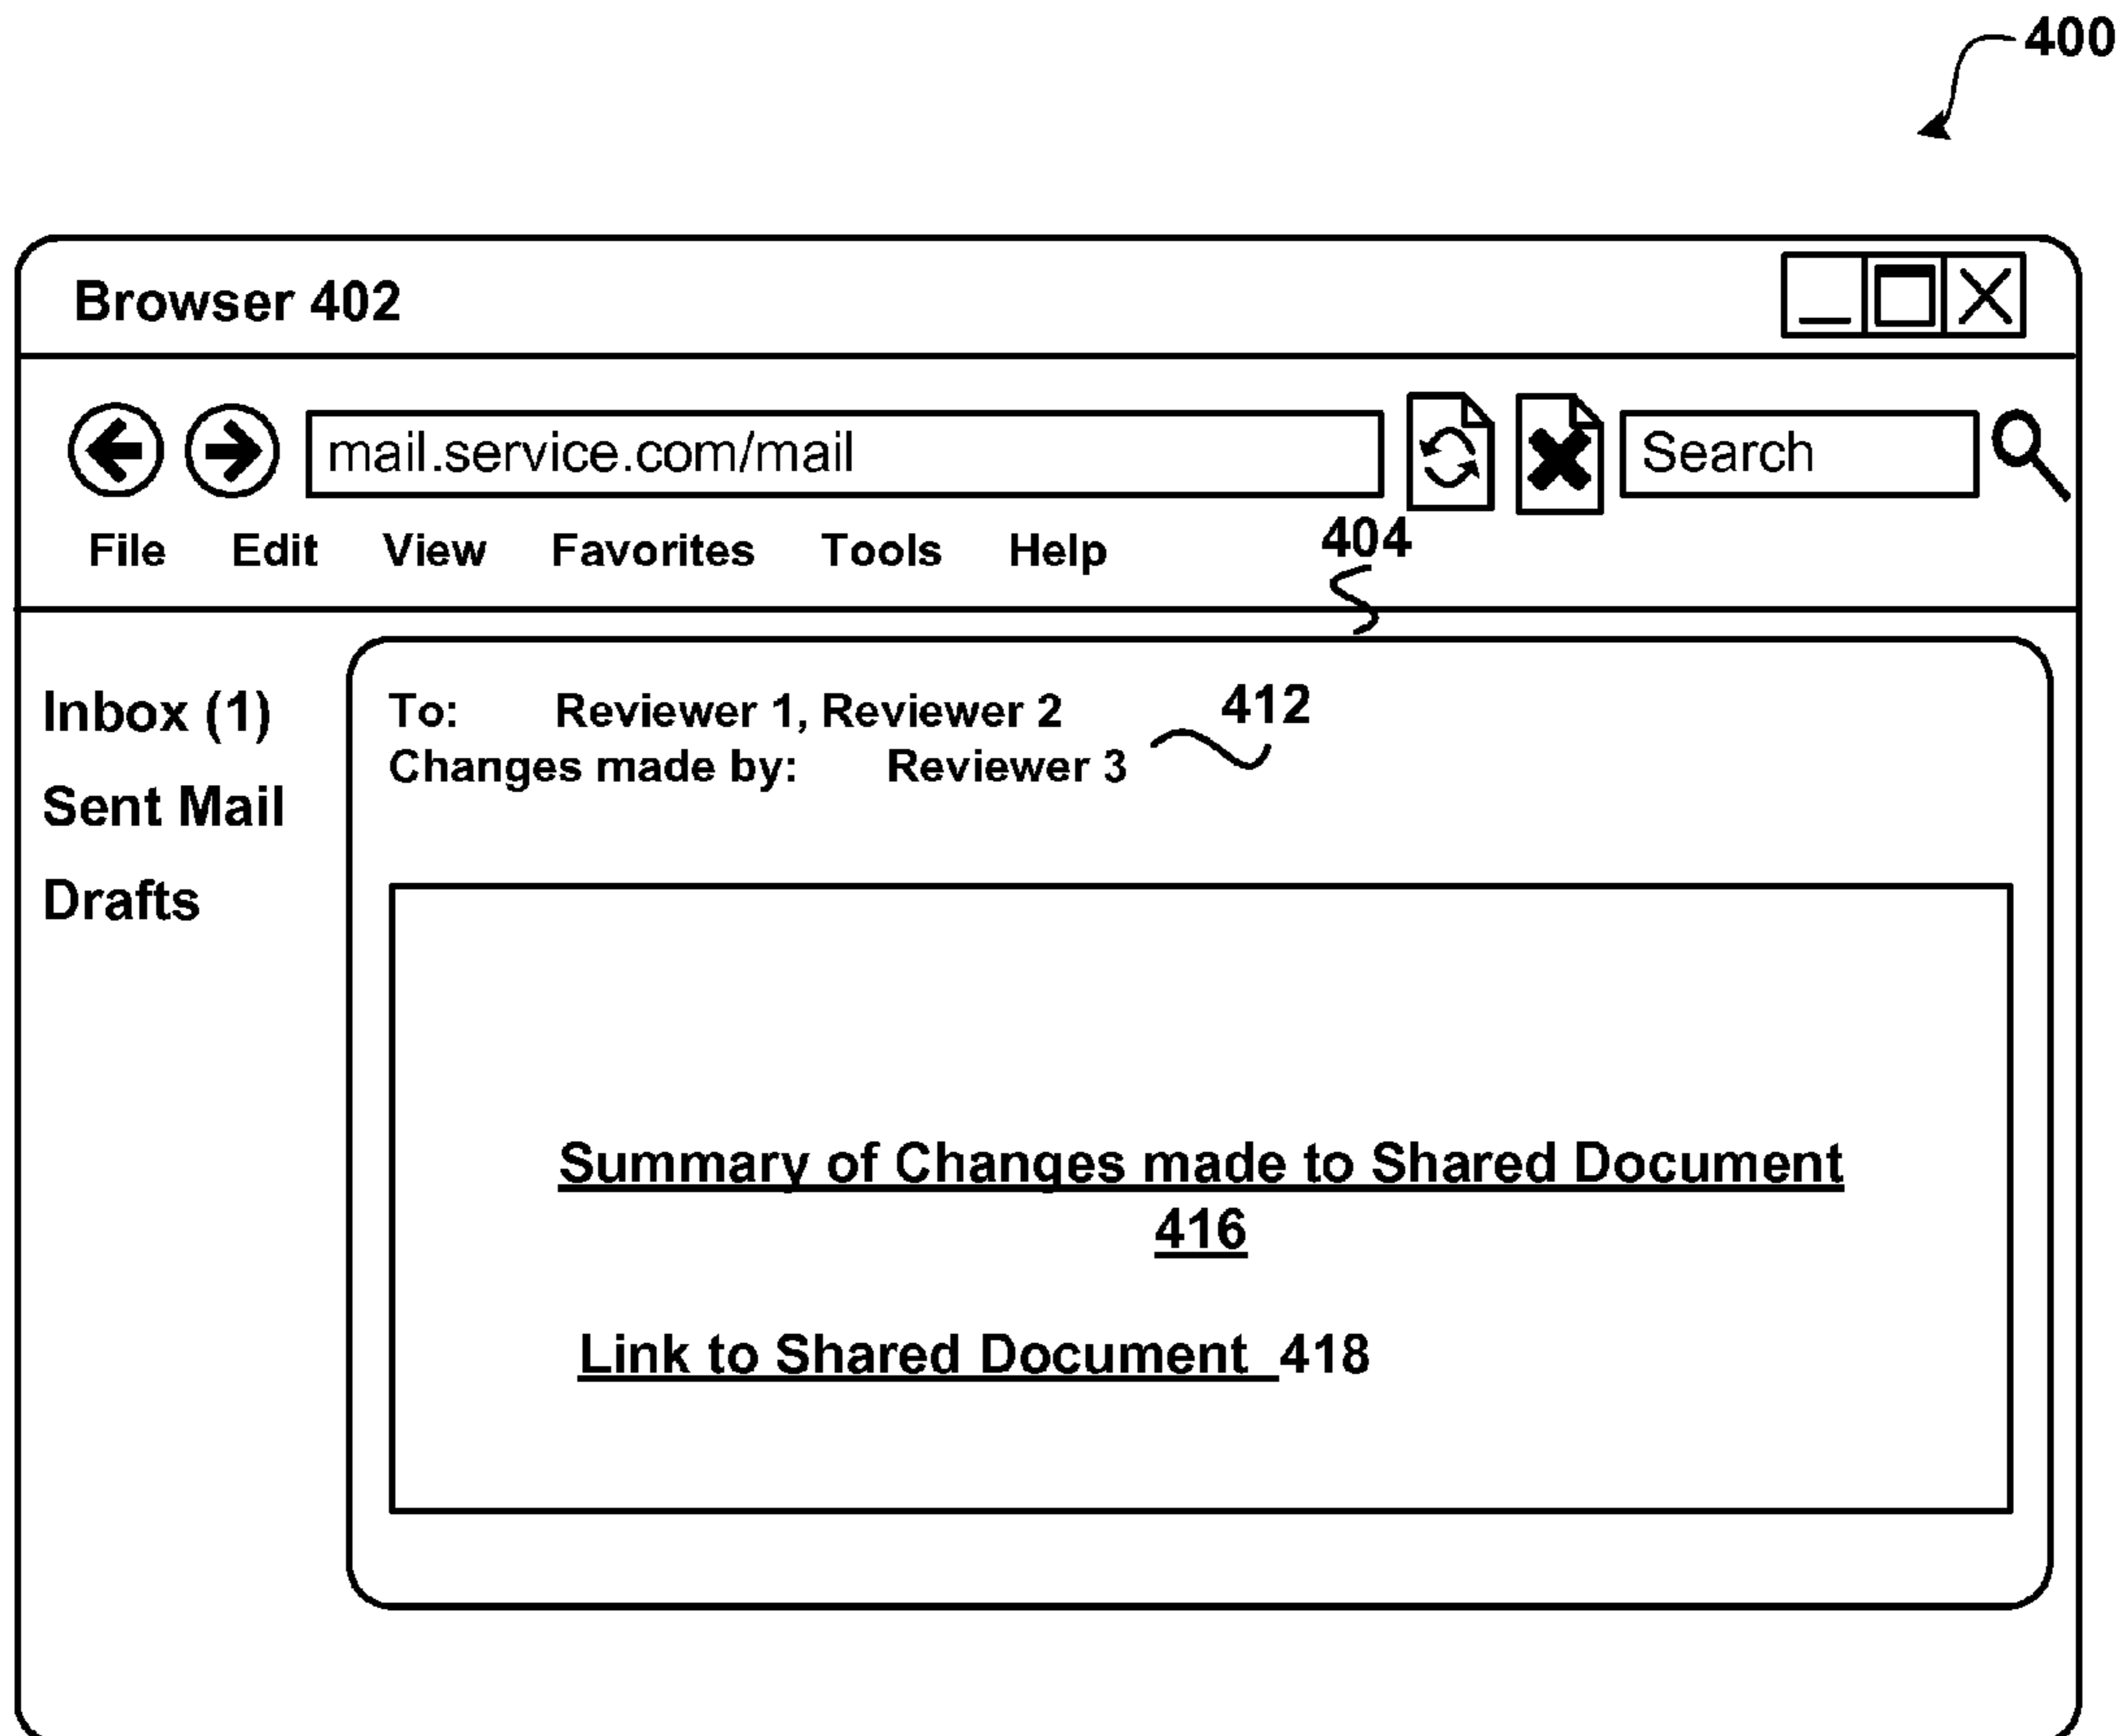 400
Browser 402
mail.service.com/mail
Search
File Edit View Favorites Tools Help
404
Inbox (1)
Sent Mail
Drafts
To: Reviewer 1, Reviewer 2
412
Changes made by: Reviewer 3
Summary of Changes made to Shared Document
416
Link to Shared Document 418